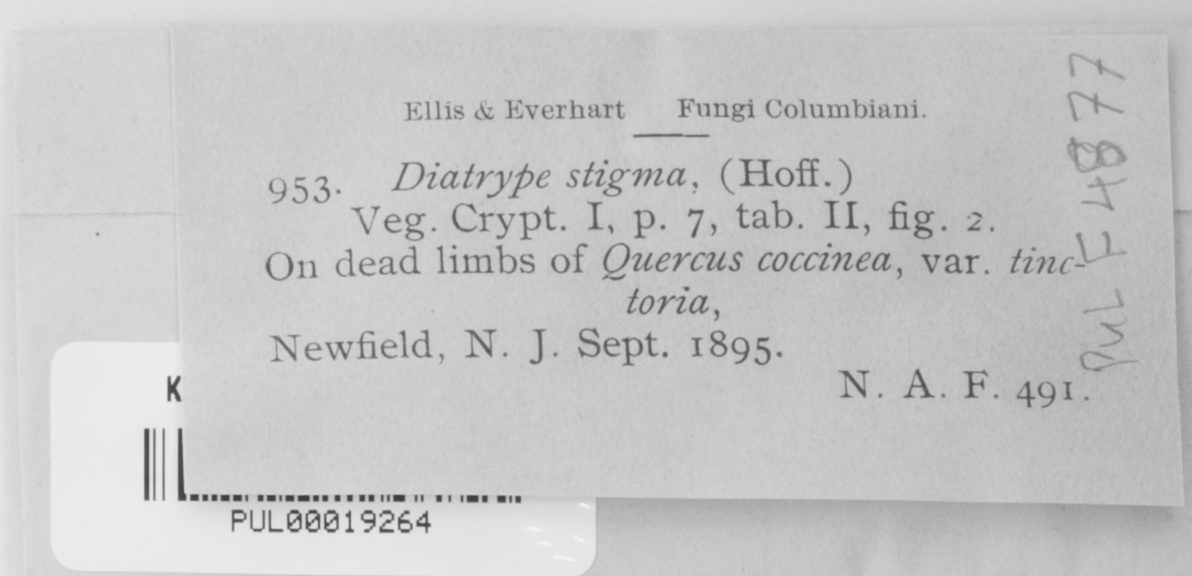 Ellis & Everhart Fungi Columbiani.
953. Diatrype stigma, (Hoff.)
Veg. Crypt. I, p. 7, tab. II, fig. 2.
On dead limbs of Quercus coccinea, var. tinc-
toria,
Newfield, N. J. Sept. 1895.
N. A. F. 491.
PUL F 4877
K
PUL00019264